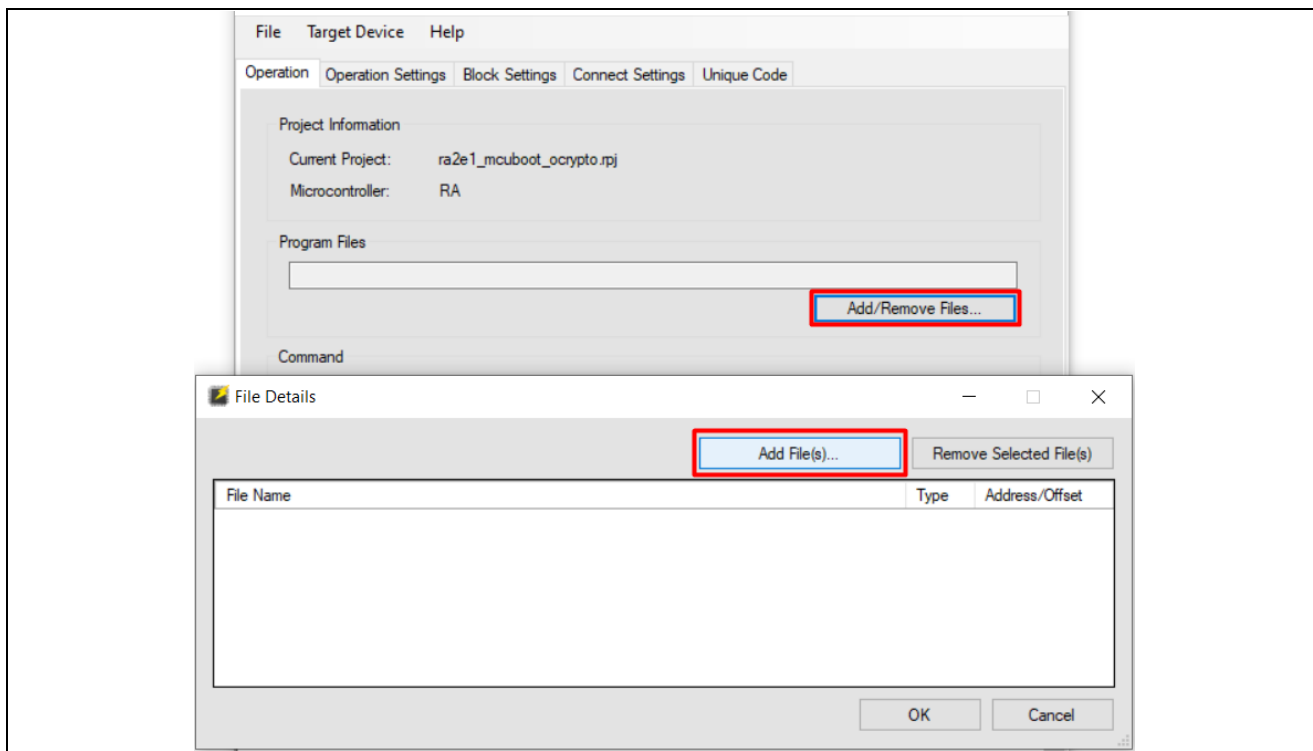 File Target Device Help
Operation Operation Settings Block Settings Connect Settings Unique Code
Project Information
Current Project: ra2e1_mcuboot_ocrypto.rpj
Microcontroller: RA
Program Files
Add/Remove Files...
Command
File Details
Add File(s)... Remove Selected File(s)
File Name Type Address/Offset
OK Cancel